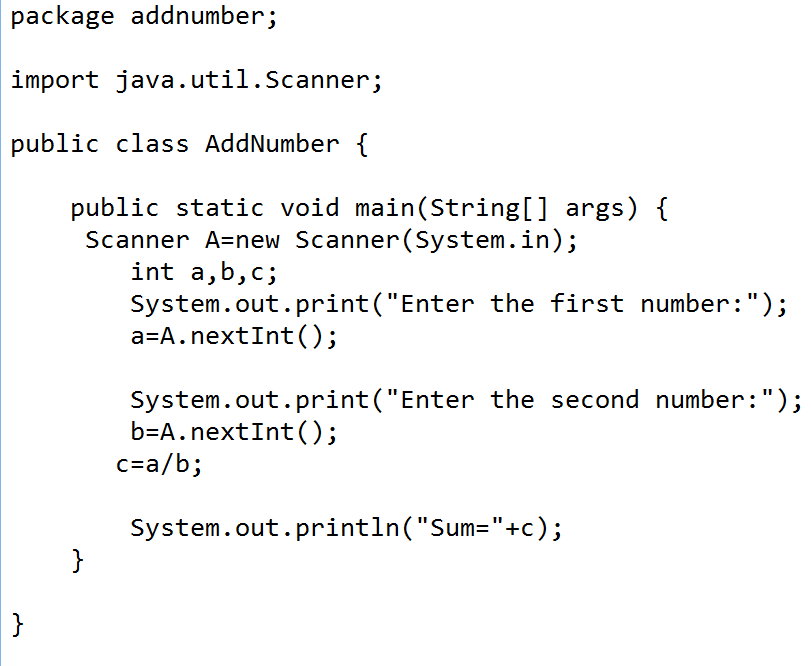 package addnumber;
import java.util.Scanner;
public class AddNumber {
public static void main(String[] args) {
Scanner A=new Scanner(System.in);
int a,b,c;
System.out.print("Enter the first number:");
a=A.nextInt();
System.out.print("Enter the second number:");
b=A.nextInt();
c=a/b;
System.out.println("Sum="+c);
}
}